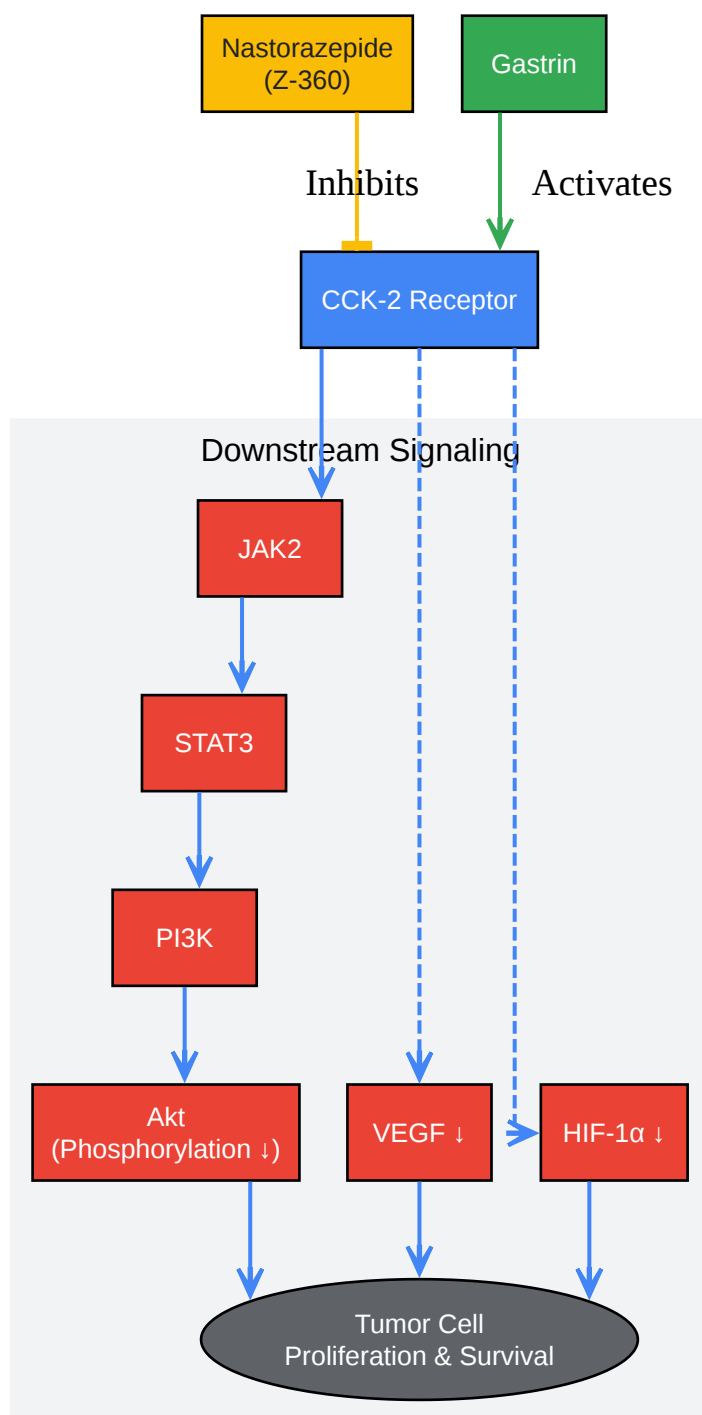 Nastorazepide
(Z-360)
Gastrin
Inhibits
Activates
CCK-2 Receptor
Downstream Signaling
JAK2
STAT3
PI3K
Akt
(Phosphorylation ↓)
VEGF ↓
HIF-1α ↓
Tumor Cell
Proliferation & Survival